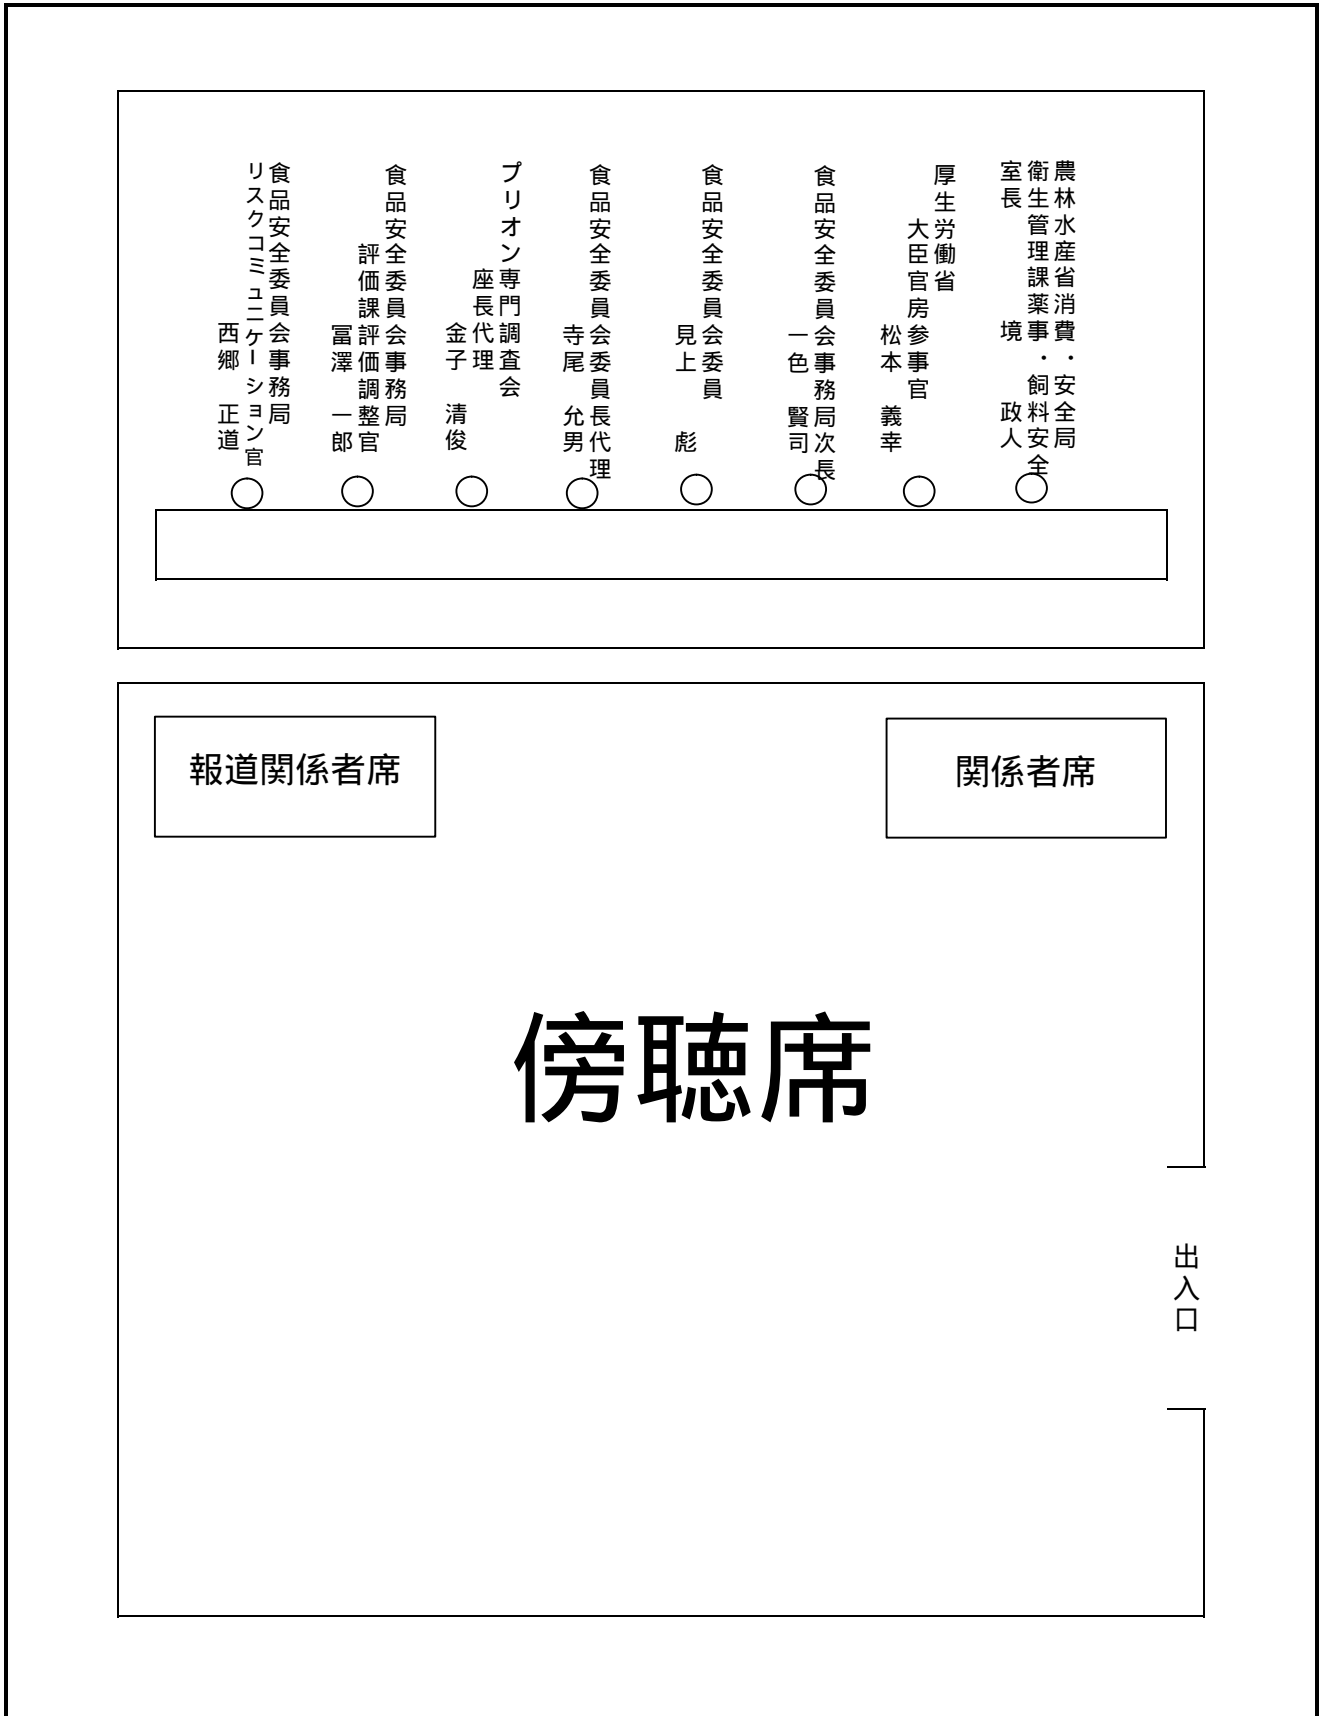 農林水産省消費・安全局
衛生管理課薬事・飼料安全
室長　境　政人
厚生労働省
大臣官房参事官
松本　義幸
食品安全委員会事務局次長
一色　賢司
食品安全委員会委員
見上　彪
食品安全委員会委員長代理
寺尾　允男
プリオン専門調査会
座長代理
金子　清俊
食品安全委員会事務局
評価課評価調整官
冨澤　一郎
食品安全委員会事務局
リスクコミュニケーション官
西郷　正道
報道関係者席
関係者席
傍聴席
出入口